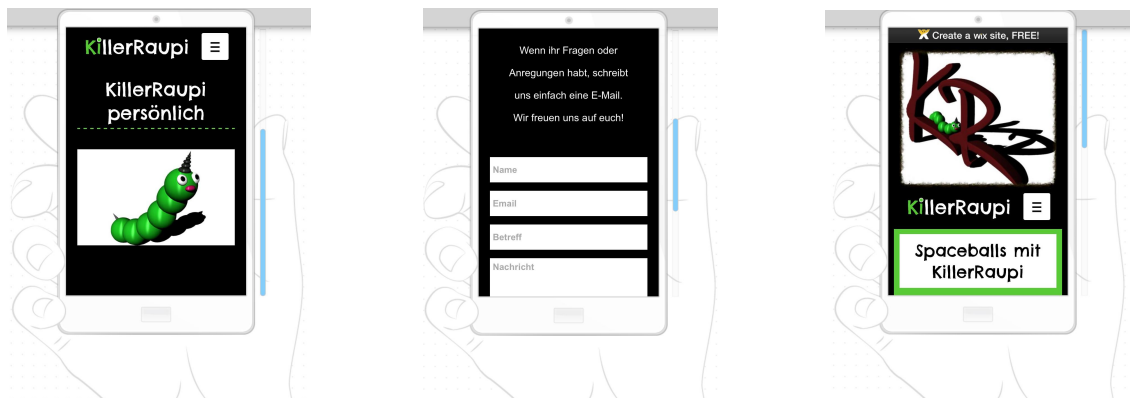 KillerRaupi
KillerRaupi
persönlich
Wenn ihr Fragen oder
Anregungen habt, schreibt
uns einfach eine E-Mail.
Wir freuen uns auf euch!
Name
Email
Betreff
Nachricht
Create a wix site, FREE!
KR
KillerRaupi
Spaceballs mit
KillerRaupi